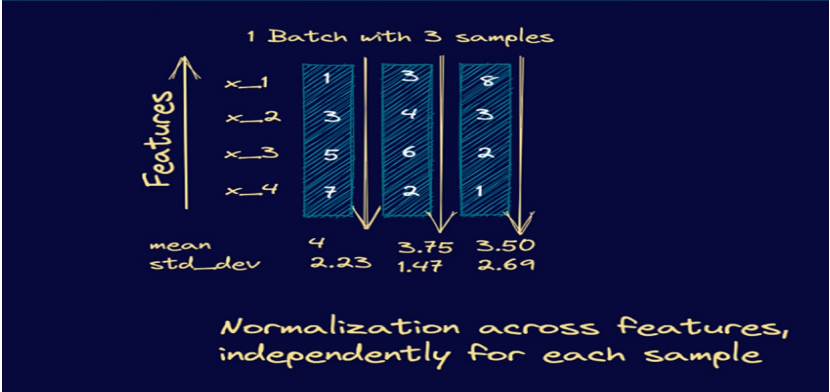 1 Batch with 3 samples
x_1 1 3 8
x_2 3 4 3
x_3 5 6 2
x_4 7 2 1
Features
mean 4 3.75 3.50
std_dev 2.23 1.47 2.69
Normalization across features,
independently for each sample